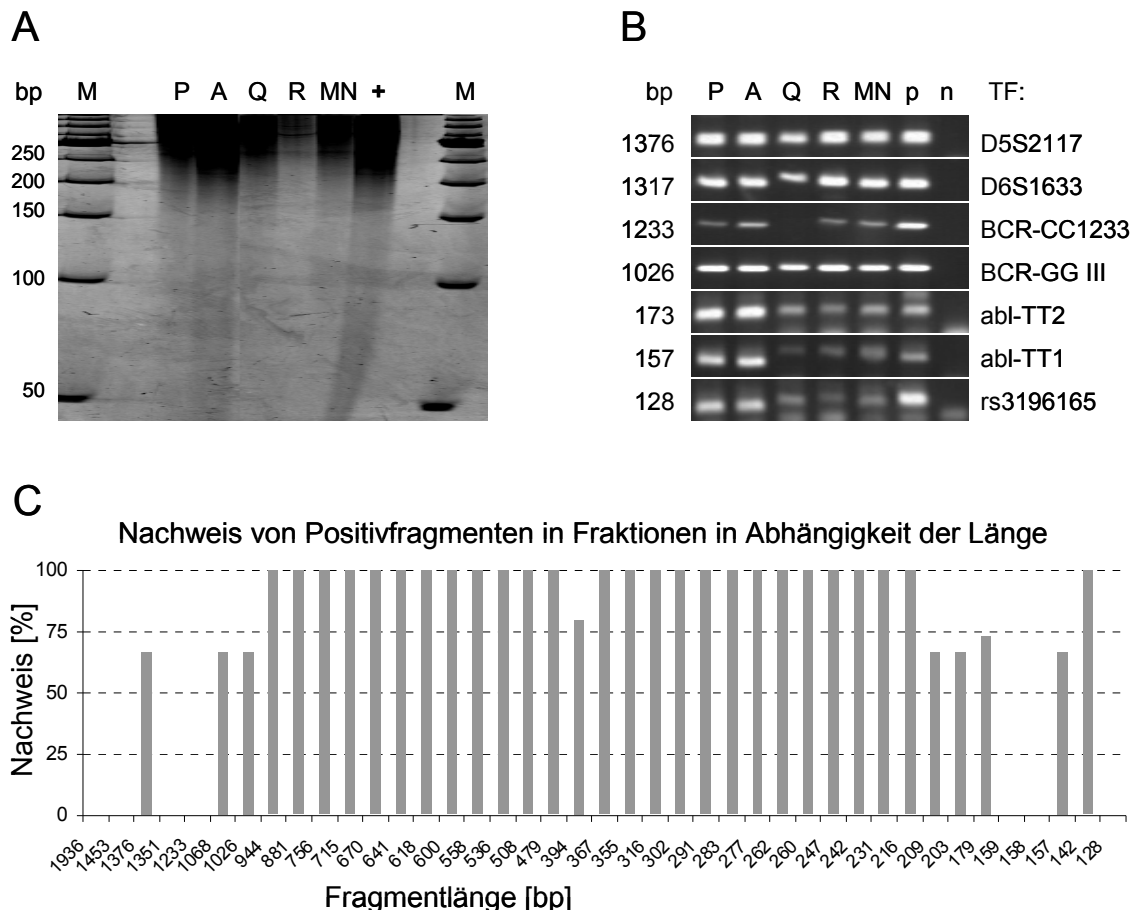 A
bp M P A Q R MN + M
250
200
150
100
50
B
bp P A Q R MN p n TF:
1376 D5S2117
1317 D6S1633
1233 BCR-CC1233
1026 BCR-GG III
173 abl-TT2
157 abl-TT1
128 rs3196165
C
Nachweis von Positivfragmenten in Fraktionen in Abhängigkeit der Länge
Nachweis [%]
100
75
50
25
0
1936 1453 1376 1351 1233 1068 1026 944 881 756 715 670 641 618 600 558 536 508 479 394 367 355 316 302 291 283 277 262 260 247 242 231 216 209 203 179 159 158 157 142 128
Fragmentlänge [bp]